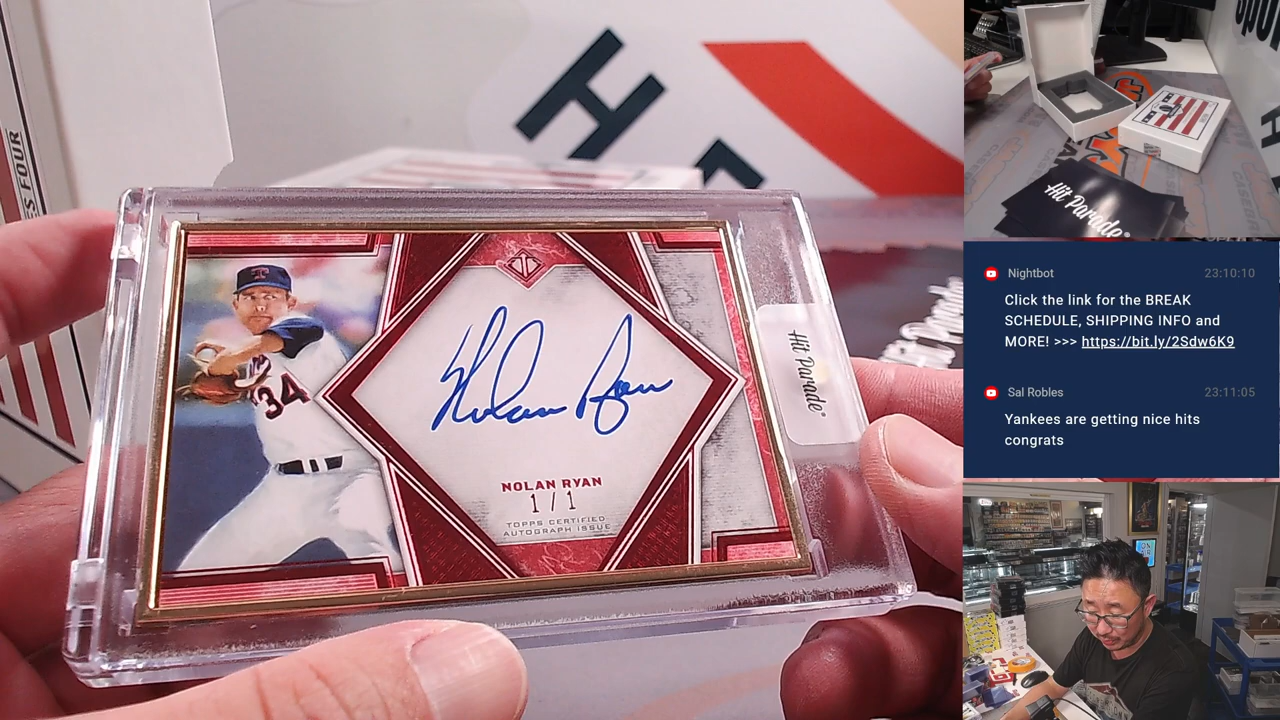 S FOUR
H
T
34
Nolan Ryan
NOLAN RYAN
1/1
TOPPS CERTIFIED
AUTOGRAPH ISSUE
Hit Parade
Hit Parade
Nightbot
23:10:10
Click the link for the BREAK
SCHEDULE, SHIPPING INFO and
MORE! >>> https://bit.ly/2Sdw6K9
Sal Robles
23:11:05
Yankees are getting nice hits
congrats